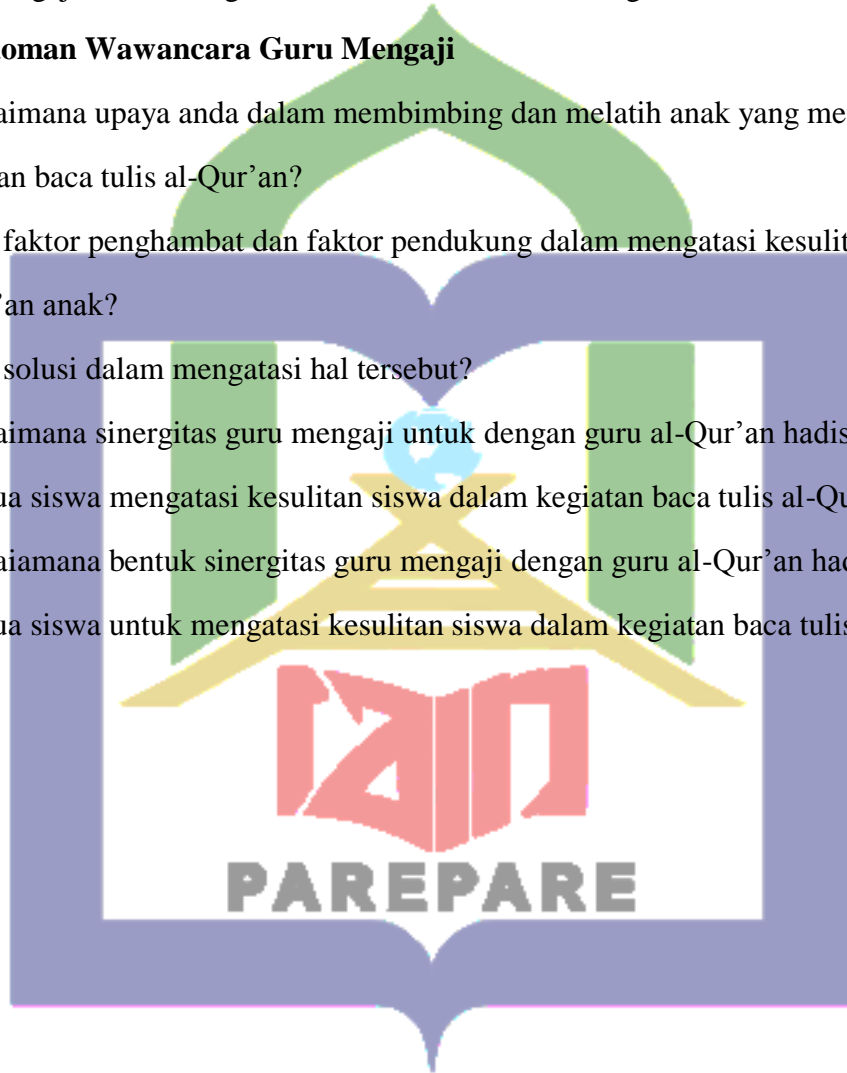 doman Wawancara Guru Mengaji
aimana upaya anda dalam membimbing dan melatih anak yang me
an baca tulis al-Qur’an?
faktor penghambat dan faktor pendukung dalam mengatasi kesulit
’an anak?
solusi dalam mengatasi hal tersebut?
aimana sinergitas guru mengaji untuk dengan guru al-Qur’an hadis
ua siswa mengatasi kesulitan siswa dalam kegiatan baca tulis al-Qu
aiamana bentuk sinergitas guru mengaji dengan guru al-Qur’an had
ua siswa untuk mengatasi kesulitan siswa dalam kegiatan baca tulis
iain
PAREPARE